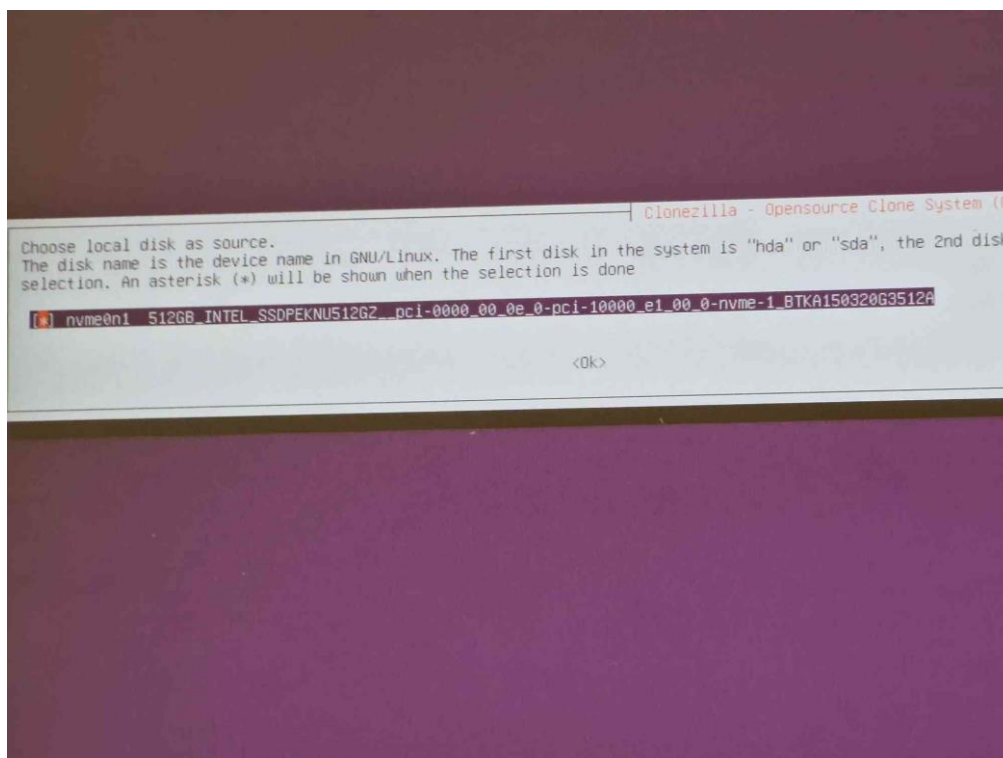 Clonezilla - Opensource Clone System (
Choose local disk as source.
The disk name is the device name in GNU/Linux. The first disk in the system is "hda" or "sda", the 2nd disk
selection. An asterisk (*) will be shown when the selection is done
[*] nvme0n1 512GB_INTEL_SSDPEKNU512GZ__pci-0000_00_0e_0-pci-10000_e1_00_0-nvme-1_BTKA150320G3512A
<Ok>